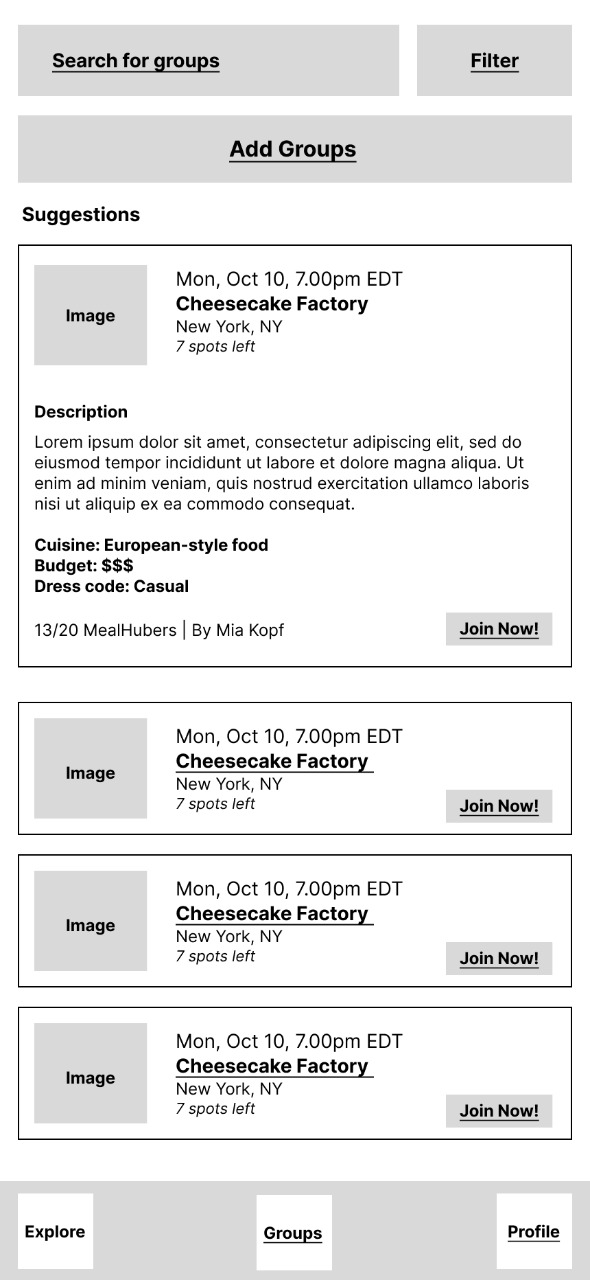 Search for groups
Filter
Add Groups
Suggestions
Image
Mon, Oct 10, 7.00pm EDT
Cheesecake Factory
New York, NY
7 spots left
Description
Lorem ipsum dolor sit amet, consectetur adipiscing elit, sed do
eiusmod tempor incididunt ut labore et dolore magna aliqua. Ut
enim ad minim veniam, quis nostrud exercitation ullamco laboris
nisi ut aliquip ex ea commodo consequat.
Cuisine: European-style food
Budget: $$$
Dress code: Casual
13/20 MealHubers | By Mia Kopf
Join Now!
Image
Mon, Oct 10, 7.00pm EDT
Cheesecake Factory
New York, NY
7 spots left
Join Now!
Image
Mon, Oct 10, 7.00pm EDT
Cheesecake Factory
New York, NY
7 spots left
Join Now!
Image
Mon, Oct 10, 7.00pm EDT
Cheesecake Factory
New York, NY
7 spots left
Join Now!
Explore
Groups
Profile